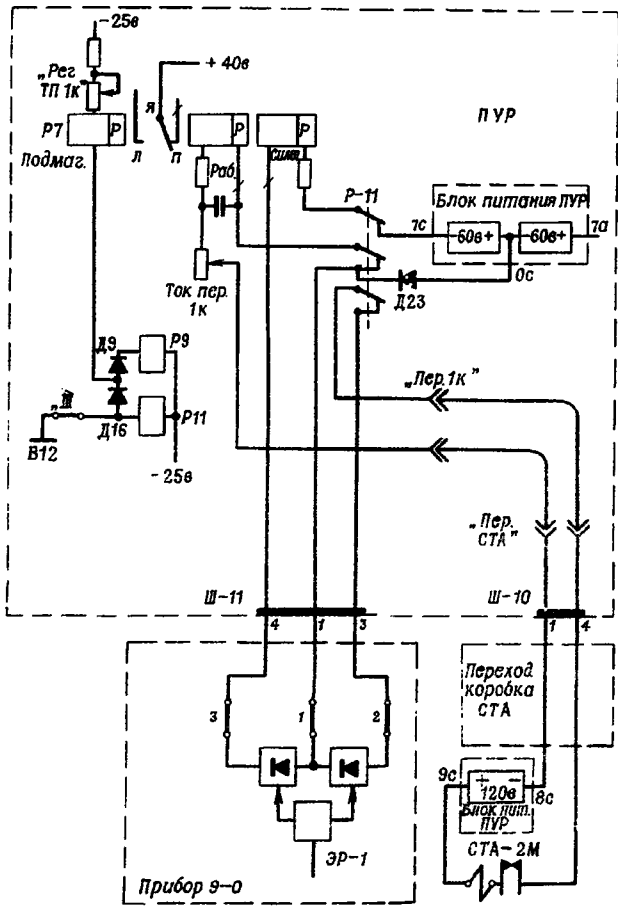 -25в
„Рег
ТП 1к"
+ 40в
Я
Р7
Р
Л
П
Р
Р
ПУР
Подмаг.
Раб.
Р-11
Блок питания ПУР
7с
-60в+
-60в+
7а
0с
Ток пер.
1к
Д23
Д9
Р9
„Пер.1к"
„Ш"
Р11
В12
Д16
-25в
„Пер.
СТА"
Ш-11
Ш-10
4
1
3
1
4
3
1
2
Переход
коробка
СТА
9с
+ -
120в
8с
Блок пит.
ПУР
ЭР-1
СТА-2М
Прибор 9-0